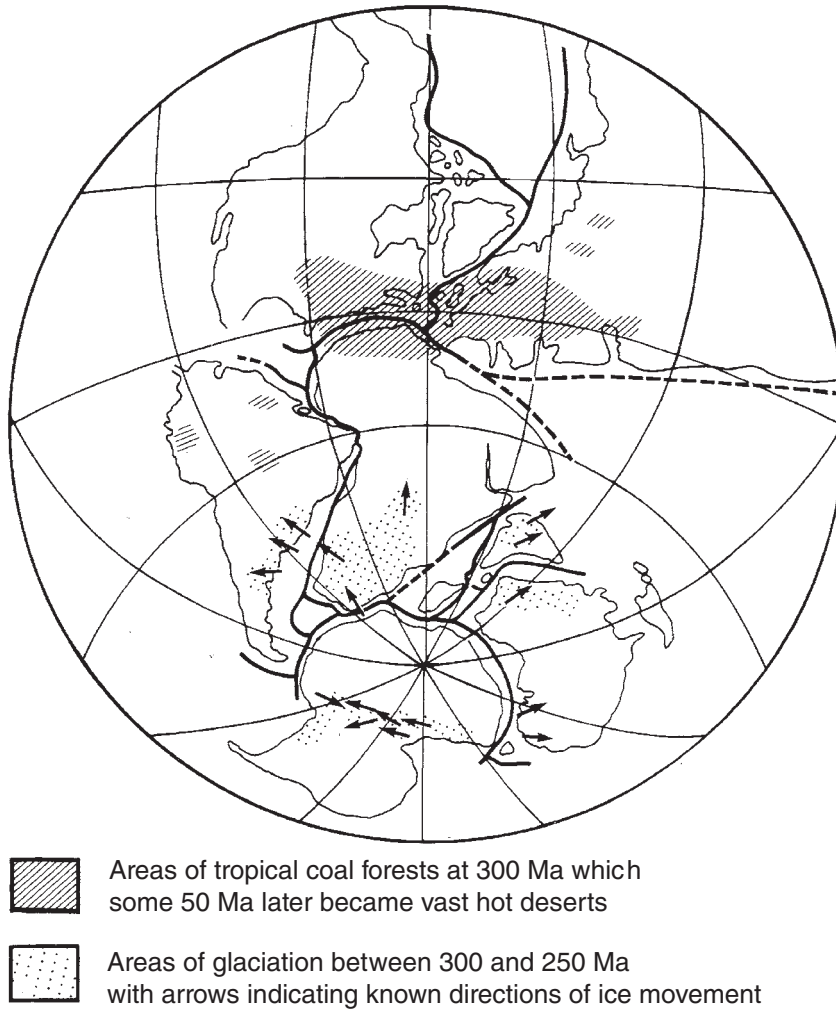 Areas of tropical coal forests at 300 Ma which
some 50 Ma later became vast hot deserts
Areas of glaciation between 300 and 250 Ma
with arrows indicating known directions of ice movement